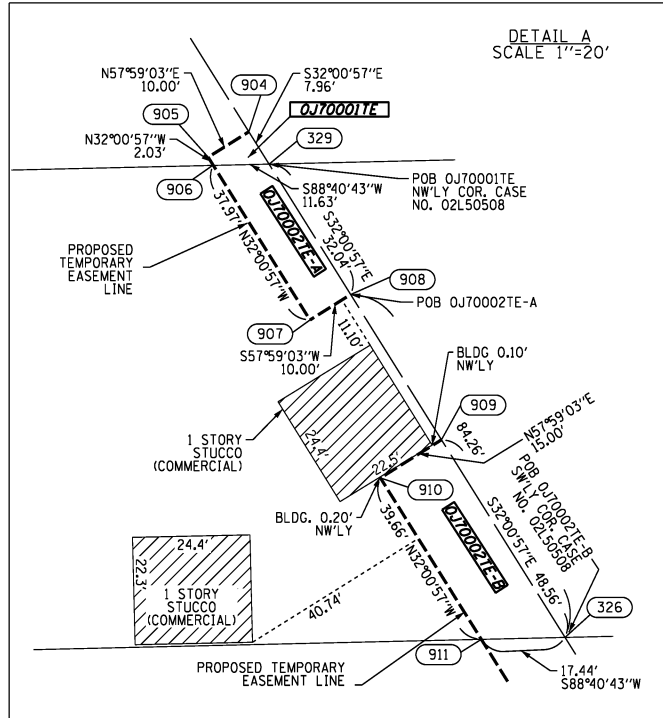 DETAIL A
SCALE 1''=20'
N57°59'03''E
10.00'
904
S32°00'57''E
7.96'
905
0J70001TE
N32°00'57''W
2.03'
329
906
S88°40'43''W
11.63'
POB 0J70001TE
NW'LY COR. CASE
NO. 02L50508
37.97'
N32°00'57''W
0J70002TE-A
S32°00'57''E
32.04'
PROPOSED
TEMPORARY
EASEMENT
LINE
908
POB 0J70002TE-A
907
S57°59'03''W
10.00'
11.10'
BLDG 0.10'
NW'LY
909
N57°59'03''E
15.00'
84.26'
1 STORY
STUCCO
(COMMERCIAL)
24.4'
22.5'
910
BLDG. 0.20'
NW'LY
POB 0J70002TE-B
SW'LY COR. CASE
NO. 02L50508
39.66'
N32°00'57''W
0J70002TE-B
S32°00'57''E 48.56'
24.4'
22.3'
1 STORY
STUCCO
(COMMERCIAL)
40.74'
326
PROPOSED TEMPORARY
EASEMENT LINE
911
17.44'
S88°40'43''W